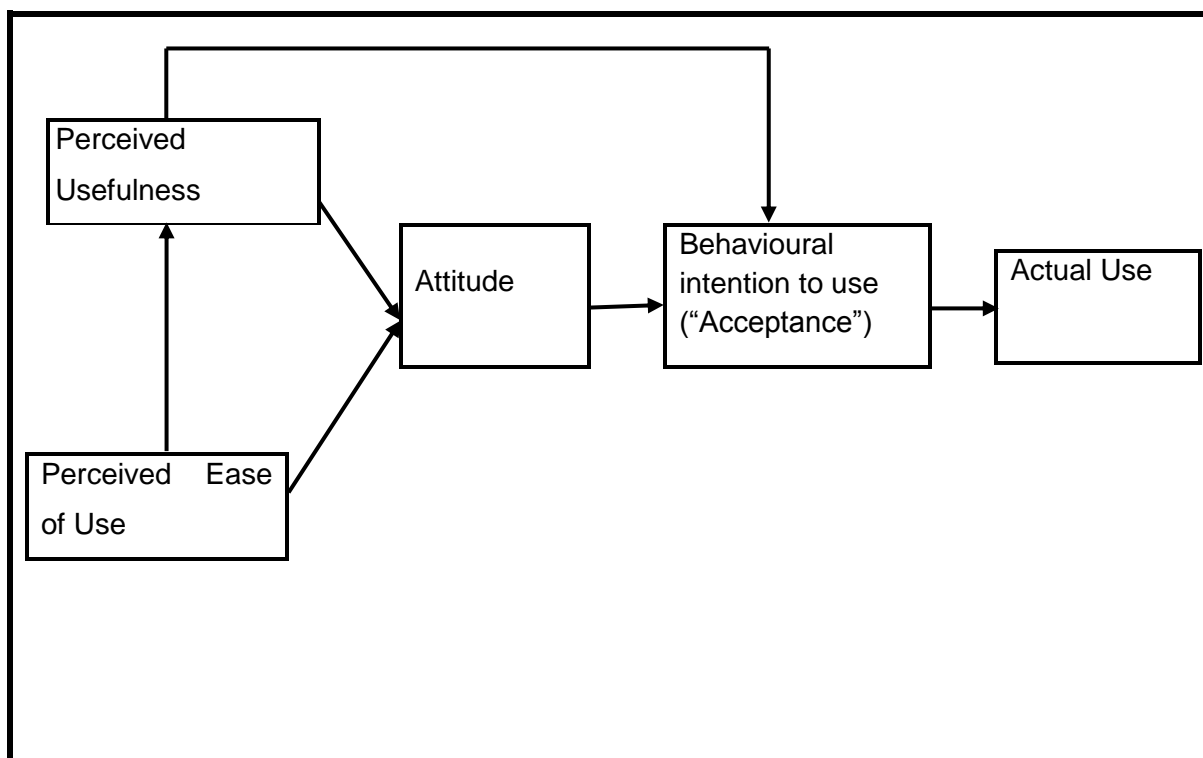 Perceived
Usefulness
Attitude
Behavioural
intention to use
(“Acceptance”)
Actual Use
Perceived Ease
of Use